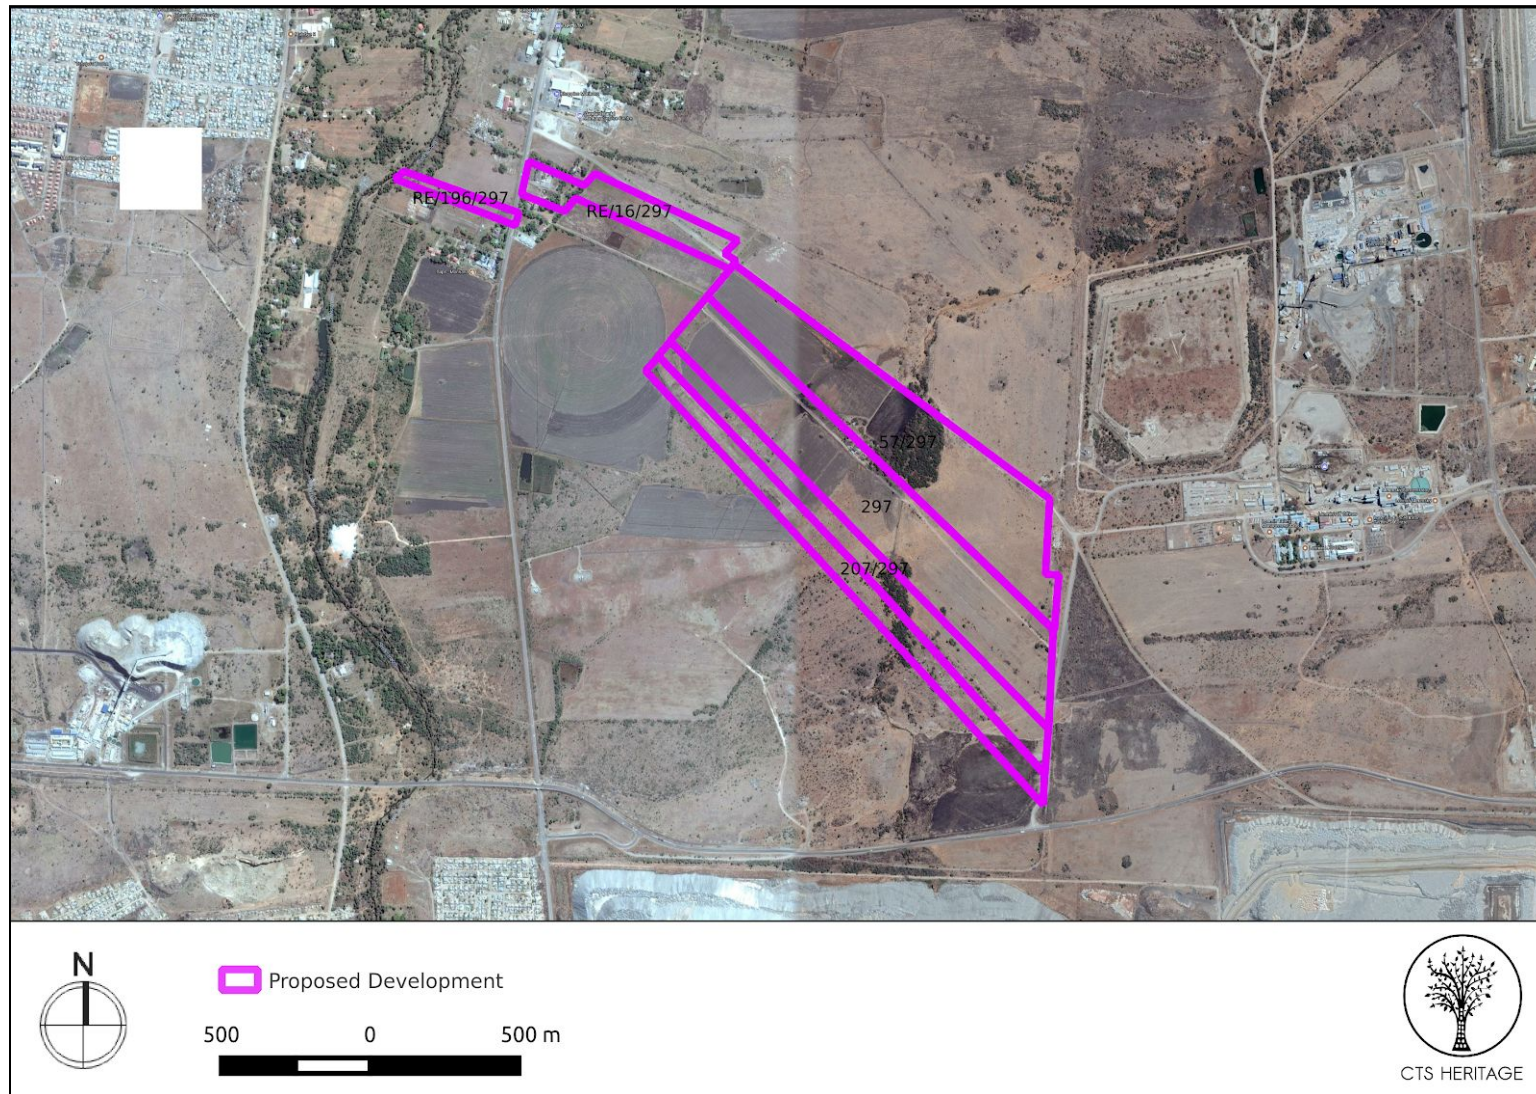 RE/196/297
RE/16/297
57/297
297
207/297
N
Proposed Development
500 0 500 m
CTS HERITAGE